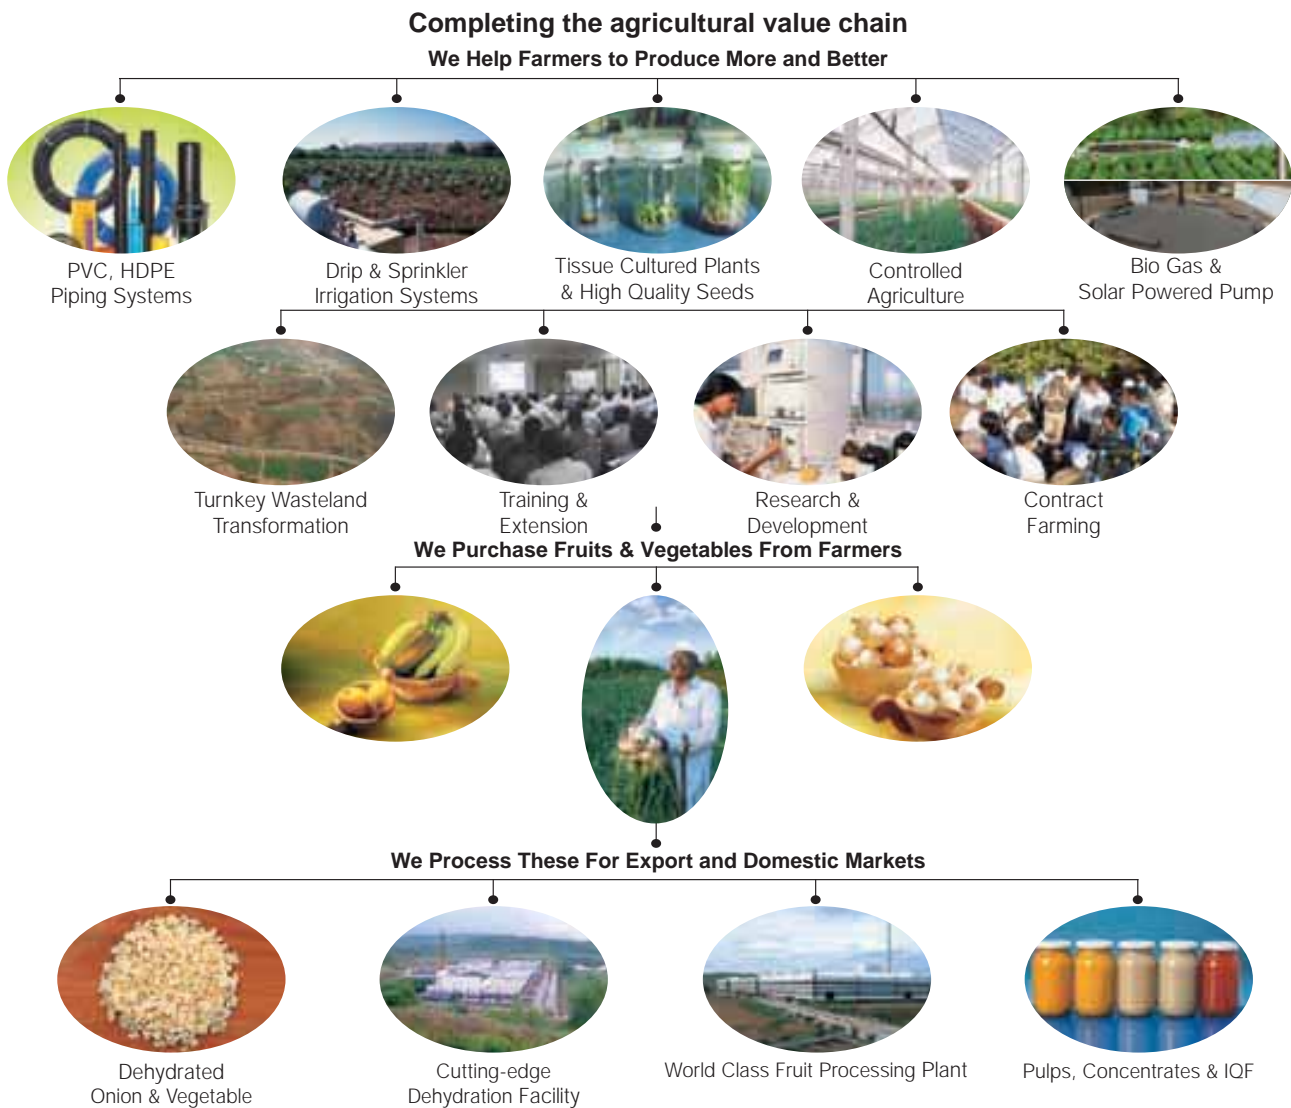 Completing the agricultural value chain
We Help Farmers to Produce More and Better
PVC, HDPE
Piping Systems
Drip & Sprinkler
Irrigation Systems
Tissue Cultured Plants
& High Quality Seeds
Controlled
Agriculture
Bio Gas &
Solar Powered Pump
Turnkey Wasteland
Transformation
Training &
Extension
Research &
Development
Contract
Farming
We Purchase Fruits & Vegetables From Farmers
We Process These For Export and Domestic Markets
Dehydrated
Onion & Vegetable
Cutting-edge
Dehydration Facility
World Class Fruit Processing Plant
Pulps, Concentrates & IQF